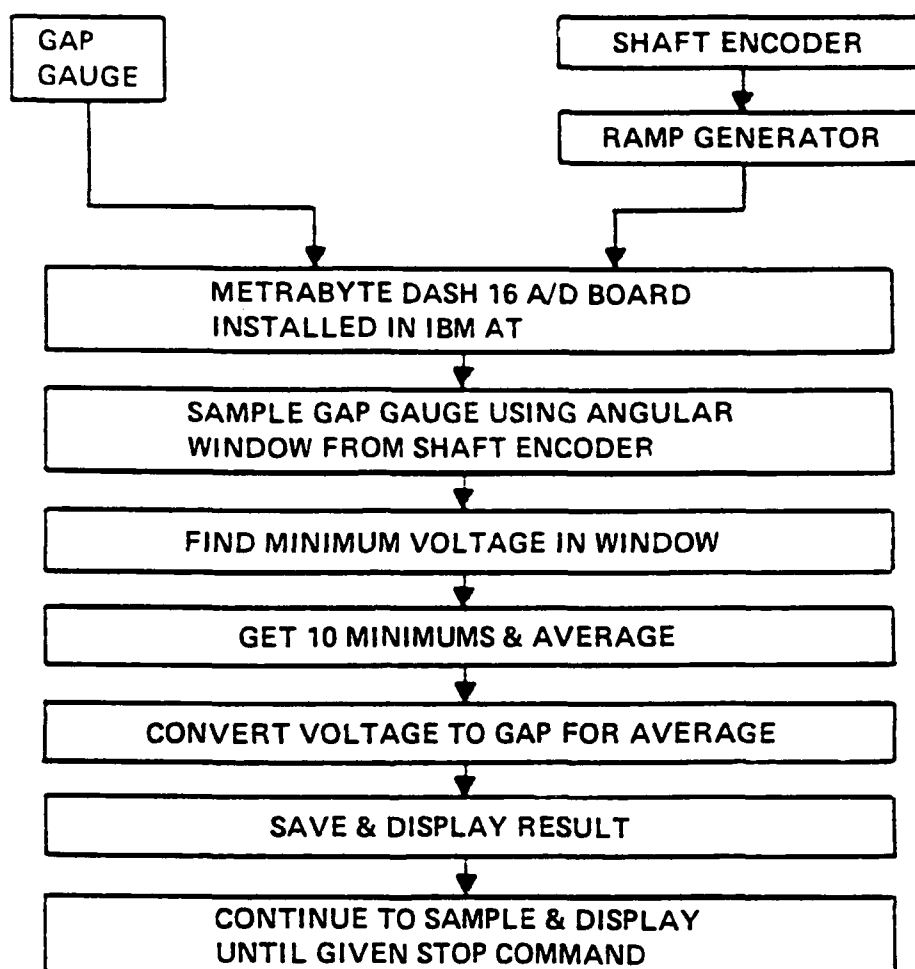 GAP
GAUGE
SHAFT ENCODER
RAMP GENERATOR
METRABYTE DASH 16 A/D BOARD
INSTALLED IN IBM AT
SAMPLE GAP GAUGE USING ANGULAR
WINDOW FROM SHAFT ENCODER
FIND MINIMUM VOLTAGE IN WINDOW
GET 10 MINIMUMS & AVERAGE
CONVERT VOLTAGE TO GAP FOR AVERAGE
SAVE & DISPLAY RESULT
CONTINUE TO SAMPLE & DISPLAY
UNTIL GIVEN STOP COMMAND